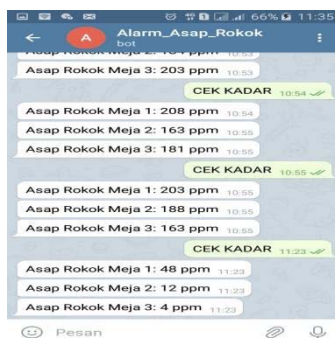 66% 11:35
A
Alarm_Asap_Rokok
bot
10:53
Asap Rokok Meja 3: 203 ppm 10:53
CEK KADAR 10:54
Asap Rokok Meja 1: 208 ppm 10:54
Asap Rokok Meja 2: 163 ppm 10:55
Asap Rokok Meja 3: 181 ppm 10:55
CEK KADAR 10:55
Asap Rokok Meja 1: 203 ppm 10:55
Asap Rokok Meja 2: 188 ppm 10:55
Asap Rokok Meja 3: 163 ppm 10:55
CEK KADAR 11:23
Asap Rokok Meja 1: 48 ppm 11:23
Asap Rokok Meja 2: 12 ppm 11:23
Asap Rokok Meja 3: 4 ppm 11:23
Pesan